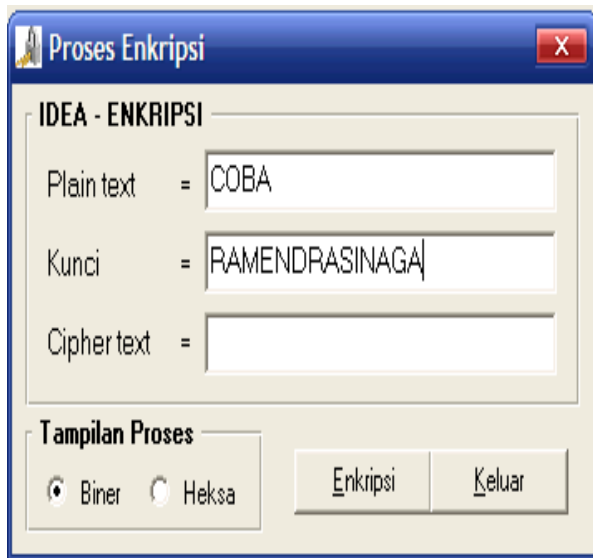 Proses Enkripsi
IDEA - ENKRIPSI
Plain text = COBA
Kunci = RAMENDRASINAGA
Cipher text =
Tampilan Proses
Biner Heksa
Enkripsi Keluar